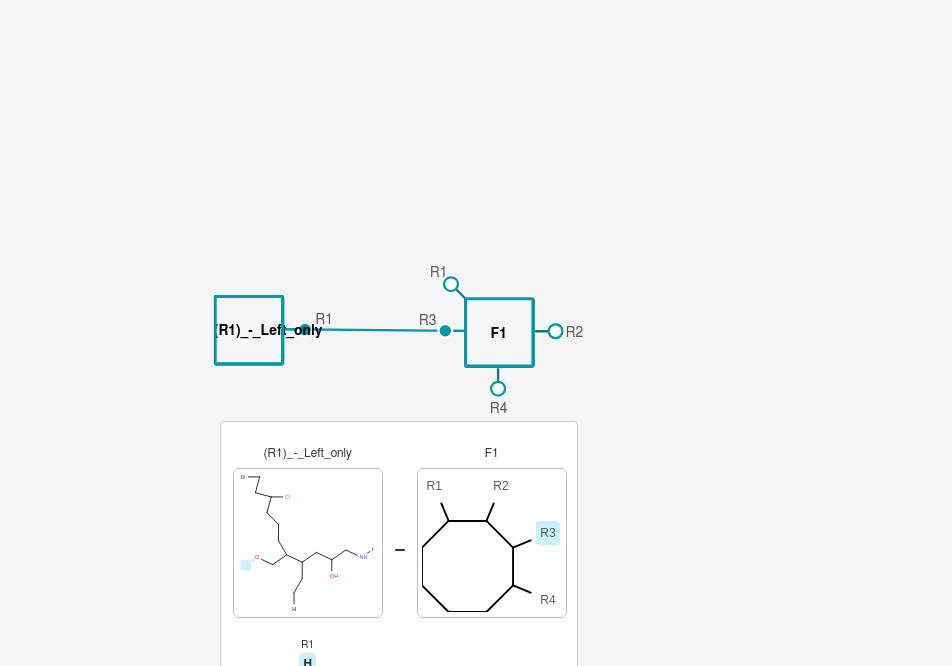 R1
R1
(R1)_-_Left_only
R3
F1
R2
R4
(R1)_-_Left_only
F1
Br
Cl
O
OH
NH
I
H
R1
R2
R3
R4
R1
H